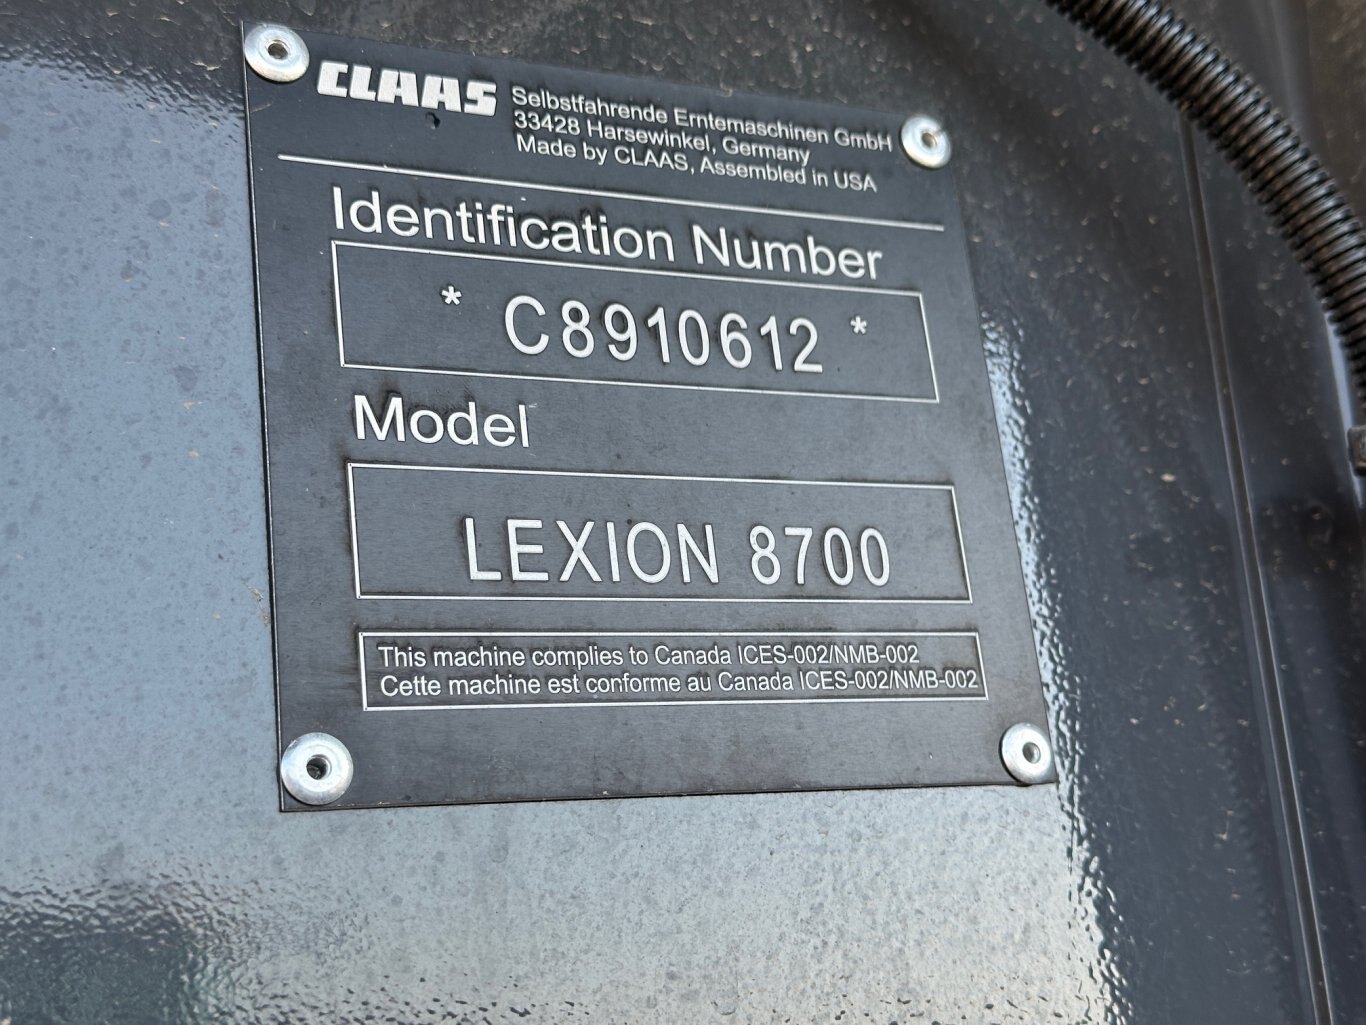 CLAAS
Selbstfahrende Erntemaschinen GmbH
33428 Harsewinkel, Germany
Made by CLAAS, Assembled in USA
Identification Number
* C8910612 *
Model
LEXION 8700
This machine complies to Canada ICES-002/NMB-002
Cette machine est conforme au Canada ICES-002/NMB-002